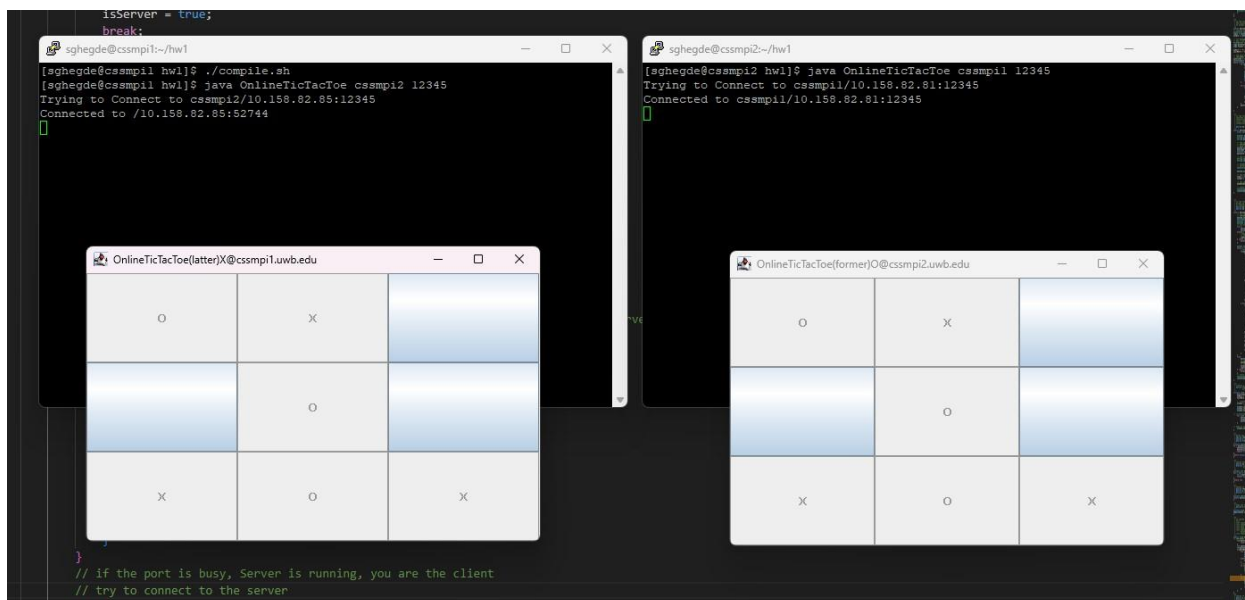 isServer = true;
break;
sghegde@cssmpi1:~/hw1
[sghegde@cssmpi1 hw1]$ ./compile.sh
[sghegde@cssmpi1 hw1]$ java OnlineTicTacToe cssmpi2 12345
Trying to Connect to cssmpi2/10.158.82.85:12345
Connected to /10.158.82.85:52744
sghegde@cssmpi2:~/hw1
[sghegde@cssmpi2 hw1]$ java OnlineTicTacToe cssmpi1 12345
Trying to Connect to cssmpi1/10.158.82.81:12345
Connected to cssmpi1/10.158.82.81:12345
OnlineTicTacToe(latter)X@cssmpi1.uwb.edu
O X
O
X O X
OnlineTicTacToe(former)O@cssmpi2.uwb.edu
O X
O
X O X
}
// if the port is busy, Server is running, you are the client
// try to connect to the server